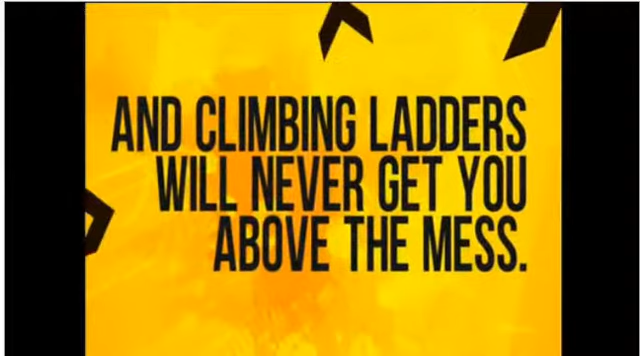 AND CLIMBING LADDERS
WILL NEVER GET YOU
ABOVE THE MESS.